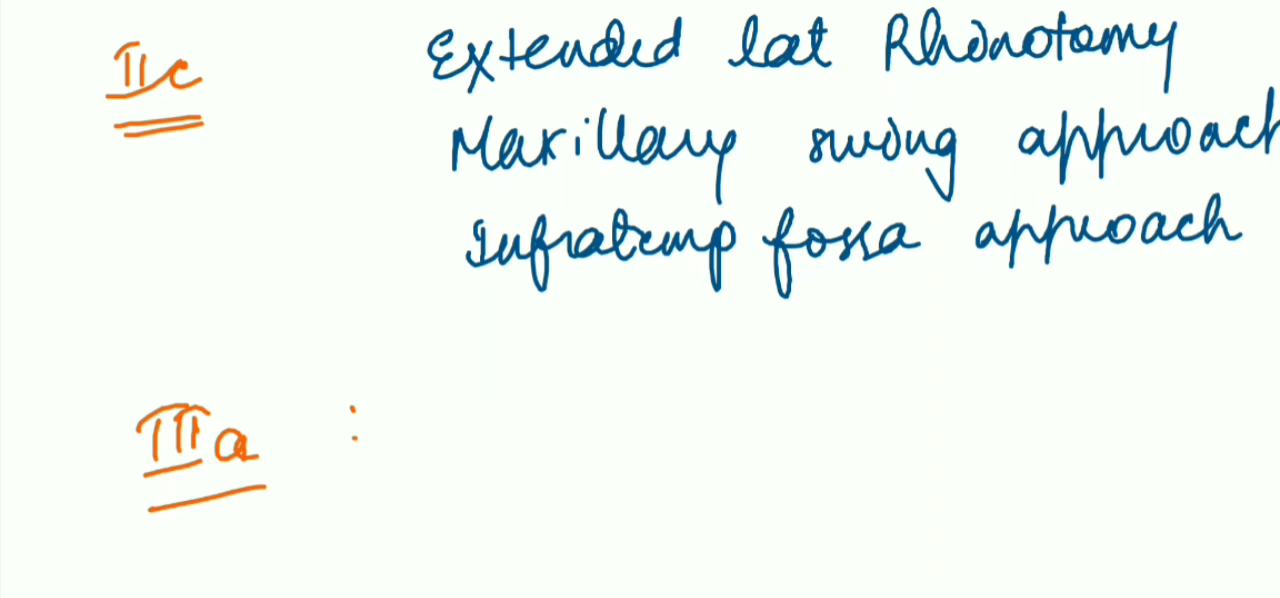 IIc Extended lat Rhinotomy
Maxillary swing approach
Infratemp fossa approach
IIIa :